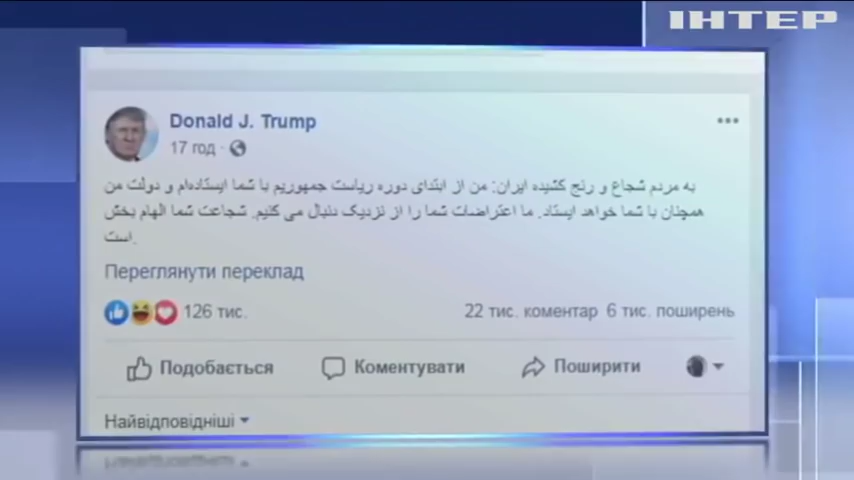 ІНТЕР
Donald J. Trump
17 год ·
به مردم شجاع و رنج کشیده ایران: من از ابتدای دوره ریاست جمهوریم با شما ایستاده‌ام و دولت من
همچنان با شما خواهد ایستاد. ما اعتراضات شما را از نزدیک دنبال می کنیم. شجاعت شما الهام بخش
است.
Переглянути переклад
126 тис.
22 тис. коментар 6 тис. поширень
Подобається Коментувати Поширити
Найвідповідніші